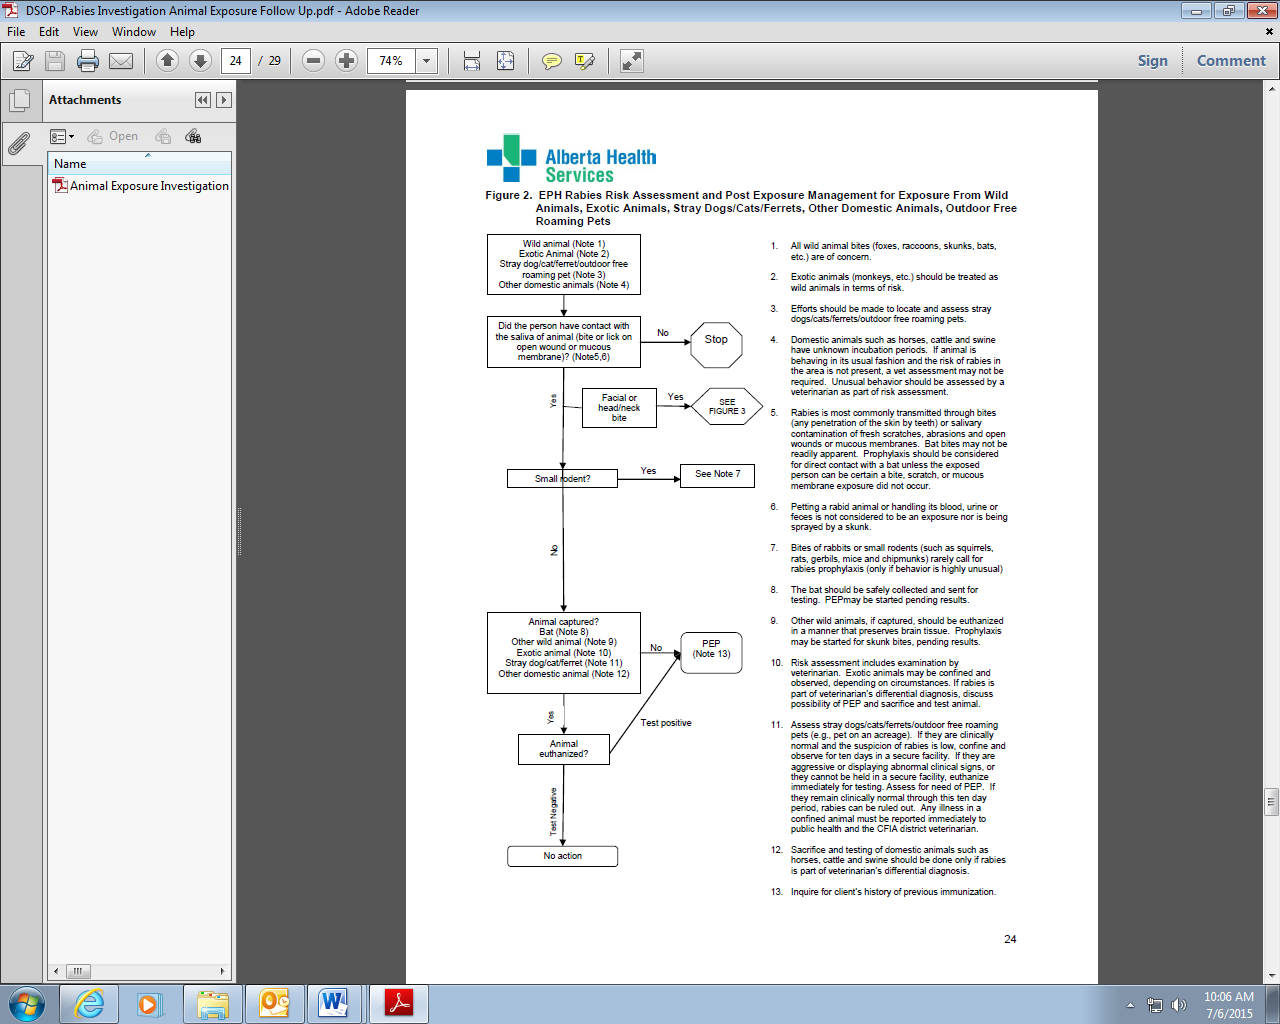 DSOP-Rabies Investigation Animal Exposure Follow Up.pdf - Adobe Reader
File Edit View Window Help
24 / 29 74% Sign Comment
Attachments
Open
Name
Animal Exposure Investigation
Alberta Health
Services
Figure 2. EPH Rabies Risk Assessment and Post Exposure Management for Exposure From Wild
Animals, Exotic Animals, Stray Dogs/Cats/Ferrets, Other Domestic Animals, Outdoor Free
Roaming Pets
Wild animal (Note 1)
Exotic Animal (Note 2)
Stray dog/cat/ferret/outdoor free
roaming pet (Note 3)
Other domestic animals (Note 4)
Did the person have contact with
the saliva of animal (bite or lick on
open wound or mucous
membrane)? (Note5,6)
No
Stop
Yes
Facial or
head/neck
bite
Yes
SEE
FIGURE 3
Small rodent?
Yes
See Note 7
No
Animal captured?
Bat (Note 8)
Other wild animal (Note 9)
Exotic animal (Note 10)
Stray dog/cat/ferret (Note 11)
Other domestic animal (Note 12)
No
PEP
(Note 13)
Yes
Test positive
Animal
euthanized?
Test Negative
No action
1. All wild animal bites (foxes, raccoons, skunks, bats,
etc.) are of concern.
2. Exotic animals (monkeys, etc.) should be treated as
wild animals in terms of risk.
3. Efforts should be made to locate and assess stray
dogs/cats/ferrets/outdoor free roaming pets.
4. Domestic animals such as horses, cattle and swine
have unknown incubation periods. If animal is
behaving in its usual fashion and the risk of rabies in
the area is not present, a vet assessment may not be
required. Unusual behavior should be assessed by a
veterinarian as part of risk assessment.
5. Rabies is most commonly transmitted through bites
(any penetration of the skin by teeth) or salivary
contamination of fresh scratches, abrasions and open
wounds or mucous membranes. Bat bites may not be
readily apparent. Prophylaxis should be considered
for direct contact with a bat unless the exposed
person can be certain a bite, scratch, or mucous
membrane exposure did not occur.
6. Petting a rabid animal or handling its blood, urine or
feces is not considered to be an exposure nor is being
sprayed by a skunk.
7. Bites of rabbits or small rodents (such as squirrels,
rats, gerbils, mice and chipmunks) rarely call for
rabies prophylaxis (only if behavior is highly unusual)
8. The bat should be safely collected and sent for
testing. PEPmay be started pending results.
9. Other wild animals, if captured, should be euthanized
in a manner that preserves brain tissue. Prophylaxis
may be started for skunk bites, pending results.
10. Risk assessment includes examination by
veterinarian. Exotic animals may be confined and
observed, depending on circumstances. If rabies is
part of veterinarian's differential diagnosis, discuss
possibility of PEP and sacrifice and test animal.
11. Assess stray dogs/cats/ferrets/outdoor free roaming
pets (e.g., pet on an acreage). If they are clinically
normal and the suspicion of rabies is low, confine and
observe for ten days in a secure facility. If they are
aggressive or displaying abnormal clinical signs, or
they cannot be held in a secure facility, euthanize
immediately for testing. Assess for need of PEP. If
they remain clinically normal through this ten day
period, rabies can be ruled out. Any illness in a
confined animal must be reported immediately to
public health and the CFIA district veterinarian.
12. Sacrifice and testing of domestic animals such as
horses, cattle and swine should be done only if rabies
is part of veterinarian's differential diagnosis.
13. Inquire for client's history of previous immunization.
24
10:06 AM
7/6/2015